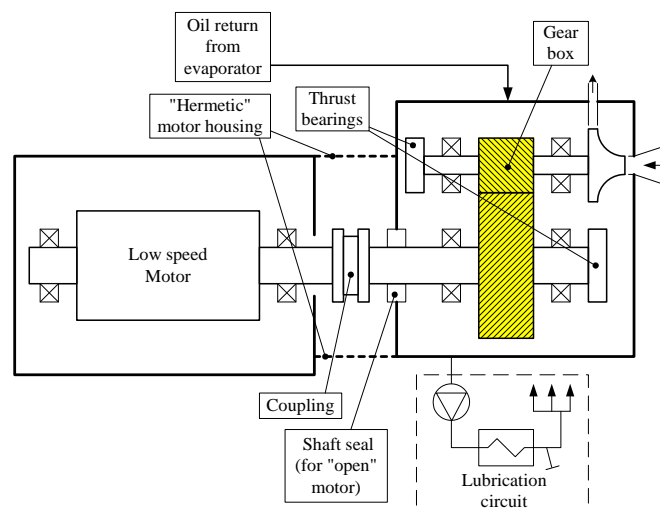 Oil return
from
evaporator
Gear
box
"Hermetic"
motor housing
Thrust
bearings
Low speed
Motor
Coupling
Shaft seal
(for "open"
motor)
Lubrication
circuit